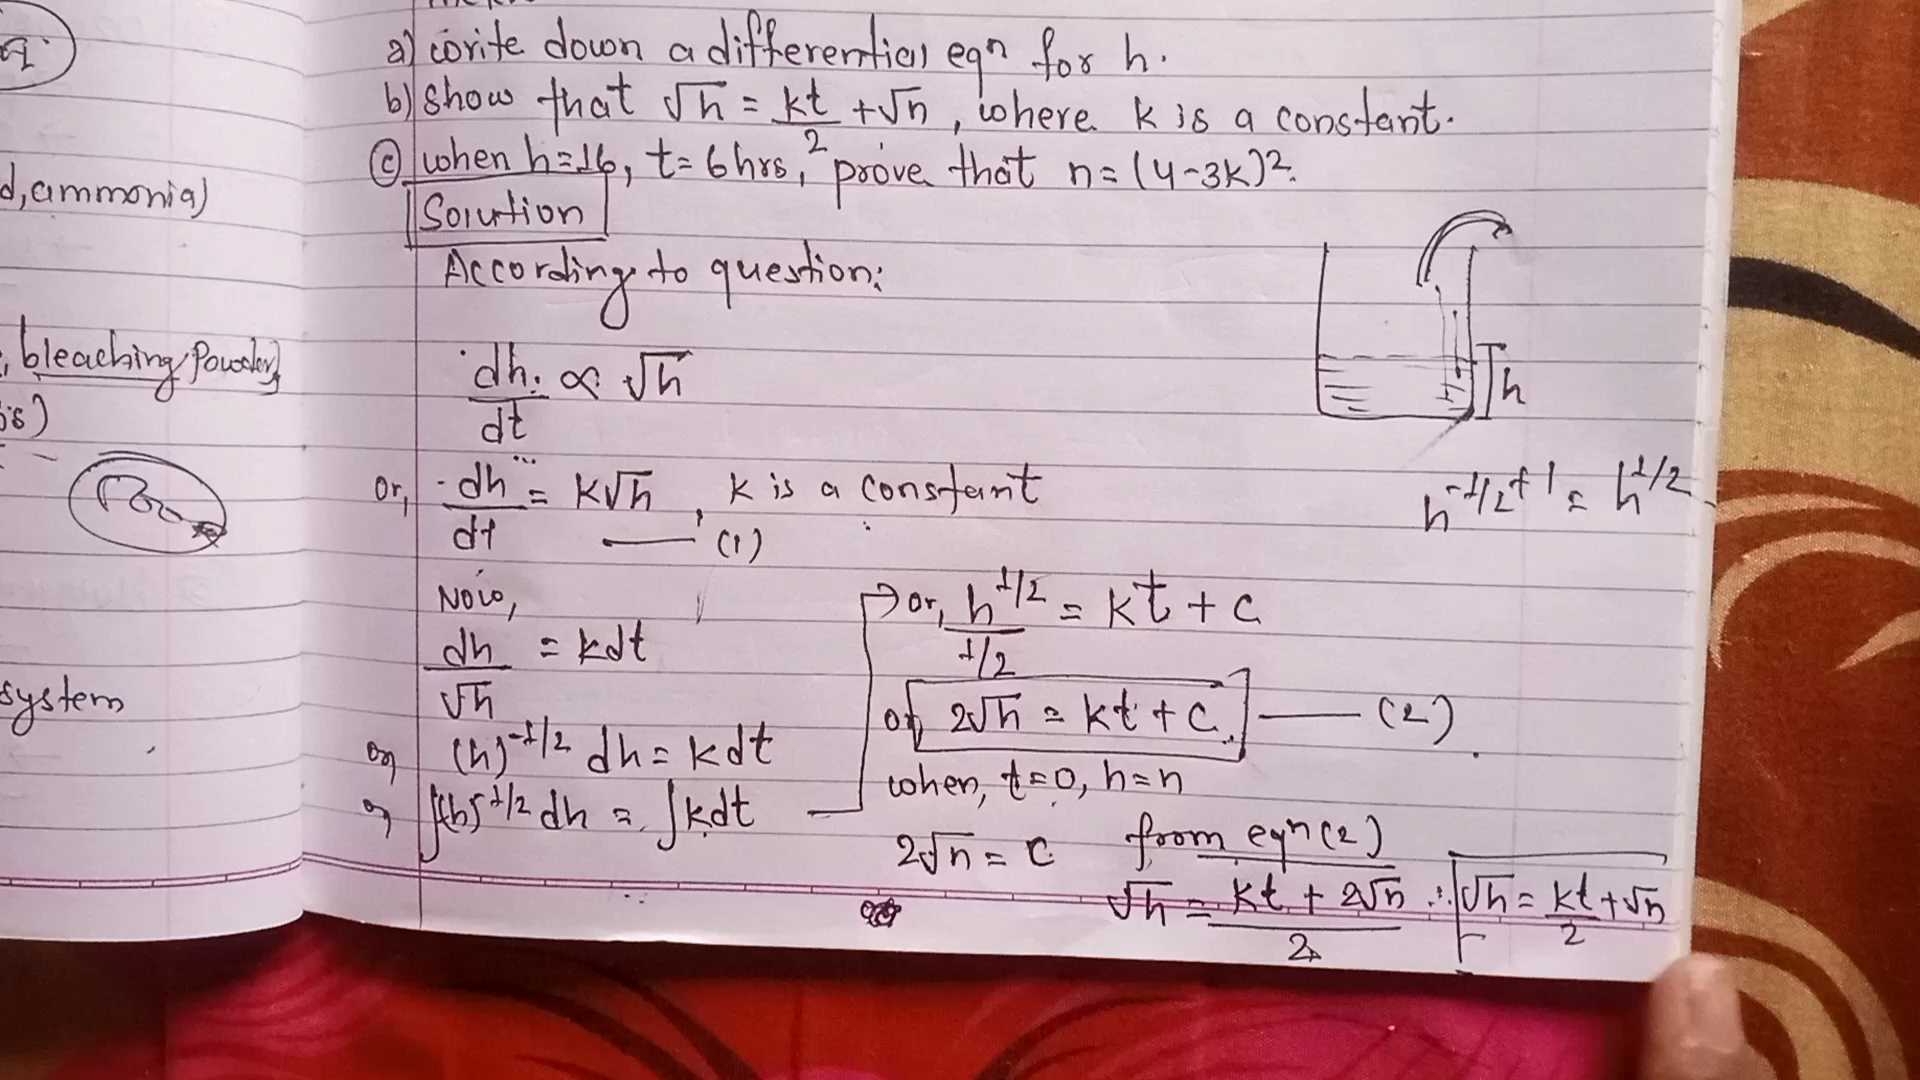 a) write down a differential eqn for h.
b) show that √h = kt/2 + √n, where k is a constant.
(c) when h=16, t=6hrs, prove that n=(4-3k)2.
Solution
According to question:
dh/dt ∝ √h
or, dh/dt = k√h, k is a constant
(1)
Now,
dh/√h = kdt
or (h)^-1/2 dh = kdt
∫(h)^-1/2 dh = ∫kdt
h
h^-1/2+1 = h^1/2
or, h^1/2 / 1/2 = kt + c
or 2√h = kt + c (2)
when, t=0, h=n
2√n = c from eqn(2)
√h = kt + 2√n / 2 ∴ √h = kt/2 + √n
q.
d, ammonia)
, bleaching Powder)
system